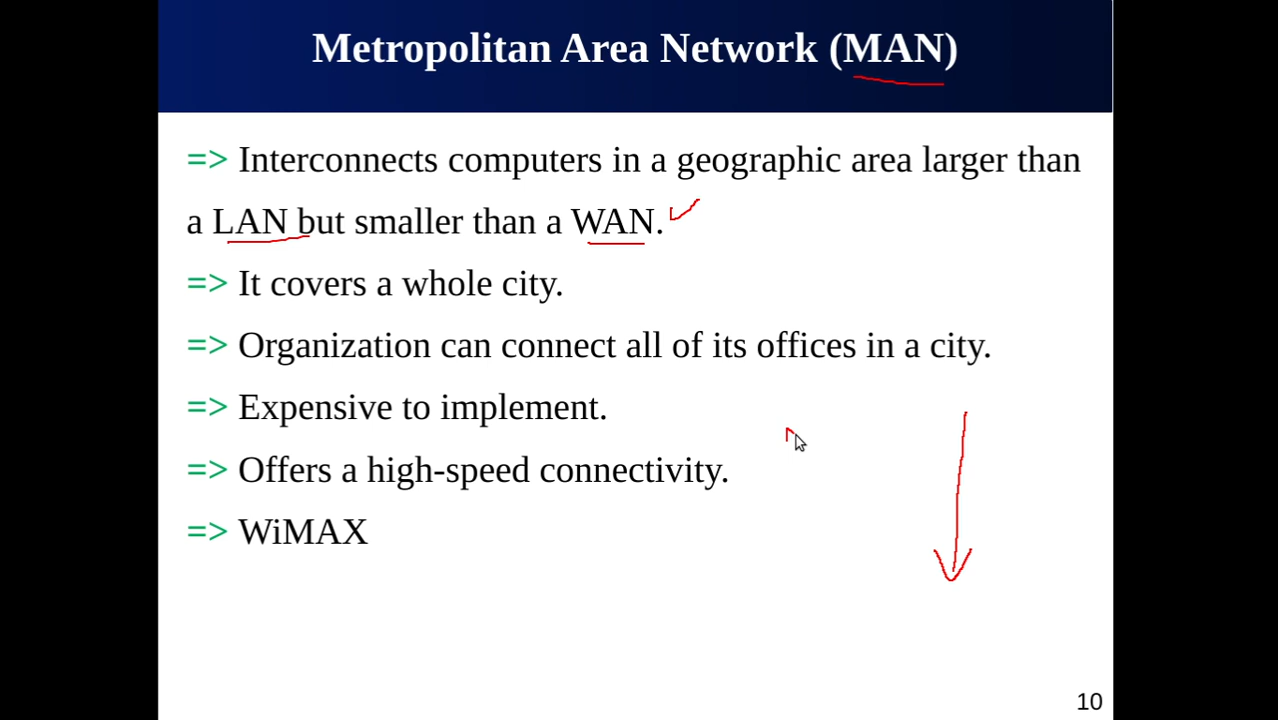 Metropolitan Area Network (MAN)
=> Interconnects computers in a geographic area larger than
a LAN but smaller than a WAN.
=> It covers a whole city.
=> Organization can connect all of its offices in a city.
=> Expensive to implement.
=> Offers a high-speed connectivity.
=> WiMAX
10